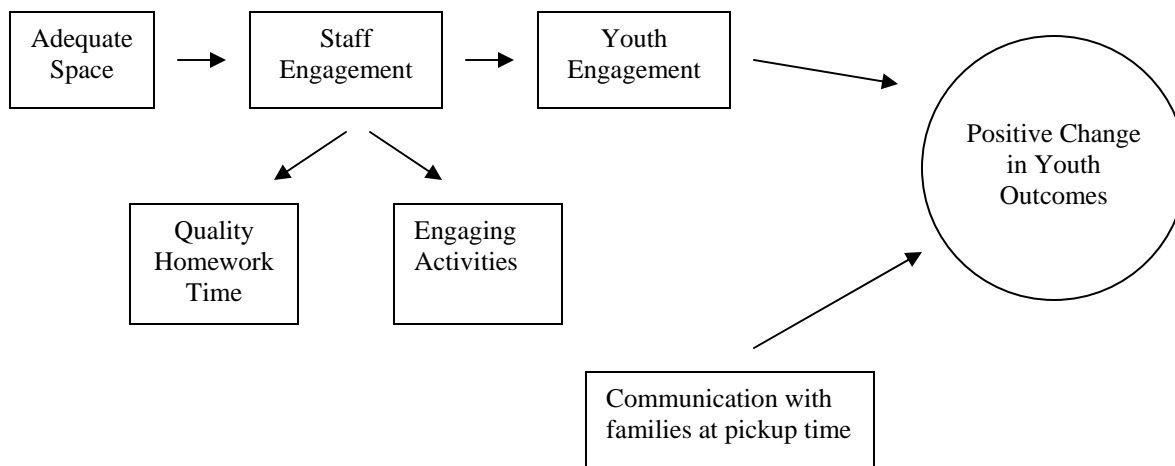 Adequate
Space
Staff
Engagement
Youth
Engagement
Positive Change
in Youth
Outcomes
Quality
Homework
Time
Engaging
Activities
Communication with
families at pickup time